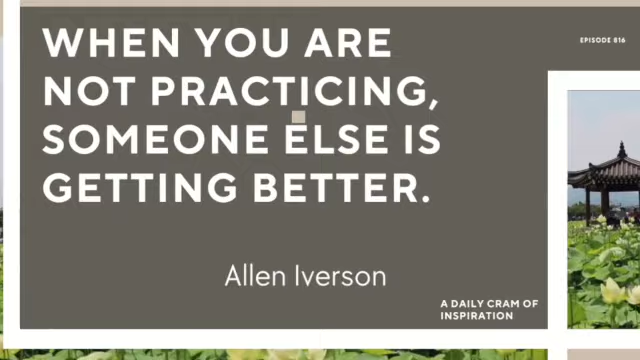 WHEN YOU ARE
NOT PRACTICING,
SOMEONE ELSE IS
GETTING BETTER.
Allen Iverson
EPISODE 816
A DAILY CRAM OF
INSPIRATION